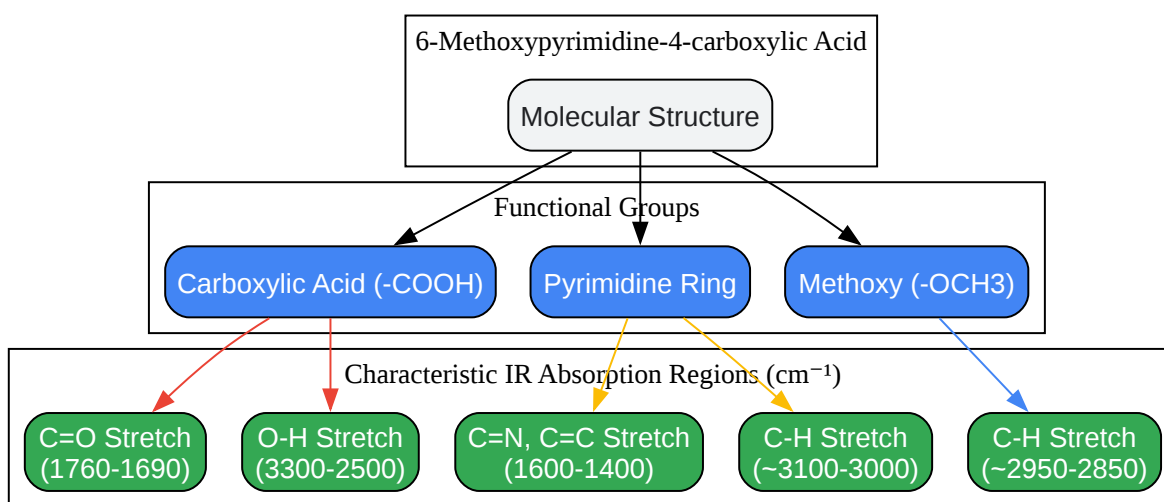 6-Methoxypyrimidine-4-carboxylic Acid
Molecular Structure
Functional Groups
Carboxylic Acid (-COOH)
Pyrimidine Ring
Methoxy (-OCH3)
Characteristic IR Absorption Regions (cm⁻¹)
C=O Stretch
(1760-1690)
O-H Stretch
(3300-2500)
C=N, C=C Stretch
(1600-1400)
C-H Stretch
(~3100-3000)
C-H Stretch
(~2950-2850)